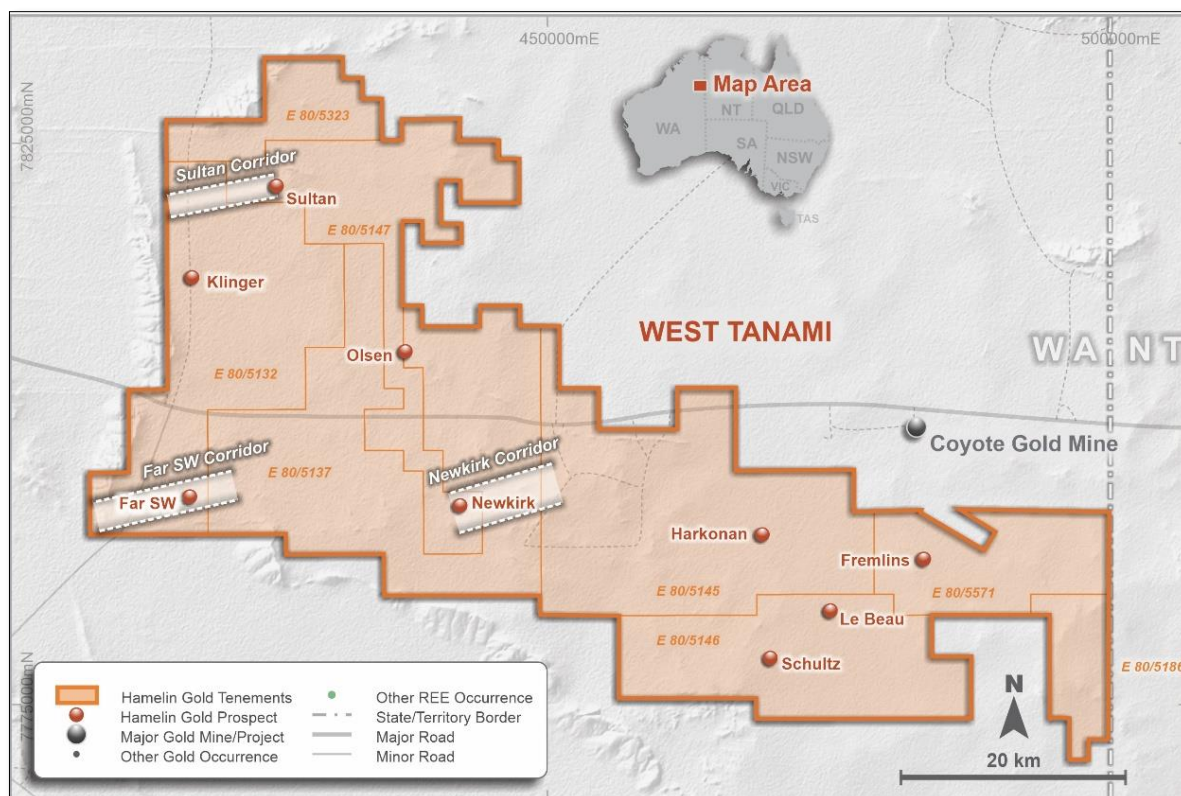 450000mE
500000mE
7825000mN
7775000mN
Map Area
WA
NT
QLD
SA
NSW
VIC
TAS
E 80/5323
Sultan Corridor
Sultan
E 80/5147
Klinger
WEST TANAMI
WA
NT
Olsen
E 80/5132
Coyote Gold Mine
Far SW Corridor
E 80/5137
Newkirk Corridor
Far SW
Newkirk
Harkonan
Fremlins
E 80/5145
E 80/5571
Le Beau
E 80/5146
Schultz
E 80/5186
Hamelin Gold Tenements
Hamelin Gold Prospect
Major Gold Mine/Project
Other Gold Occurrence
Other REE Occurrence
State/Territory Border
Major Road
Minor Road
N
20 km